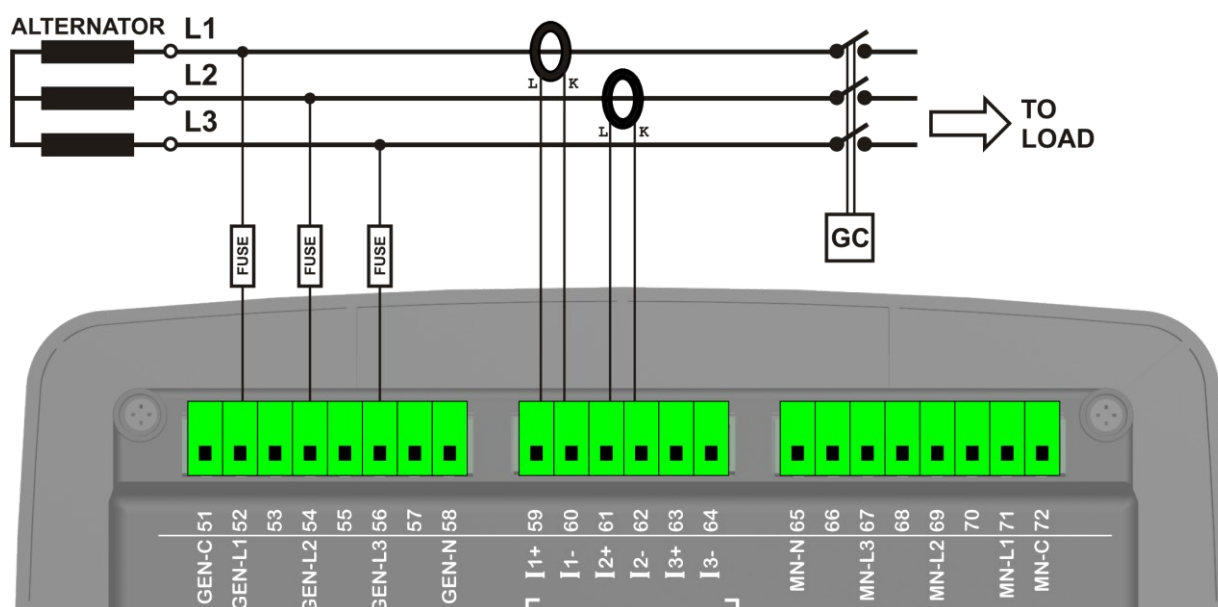 ALTERNATOR
L1
L2
L3
L K
L K
TO
LOAD
FUSE
FUSE
FUSE
GC
51 52 53 54 55 56 57 58
GEN-C GEN-L1 GEN-L2 GEN-L3 GEN-N
59 60 61 62 63 64
I1+ I1- I2+ I2- I3+ I3-
65 66 67 68 69 70 71 72
MN-N MN-L3 MN-L2 MN-L1 MN-C